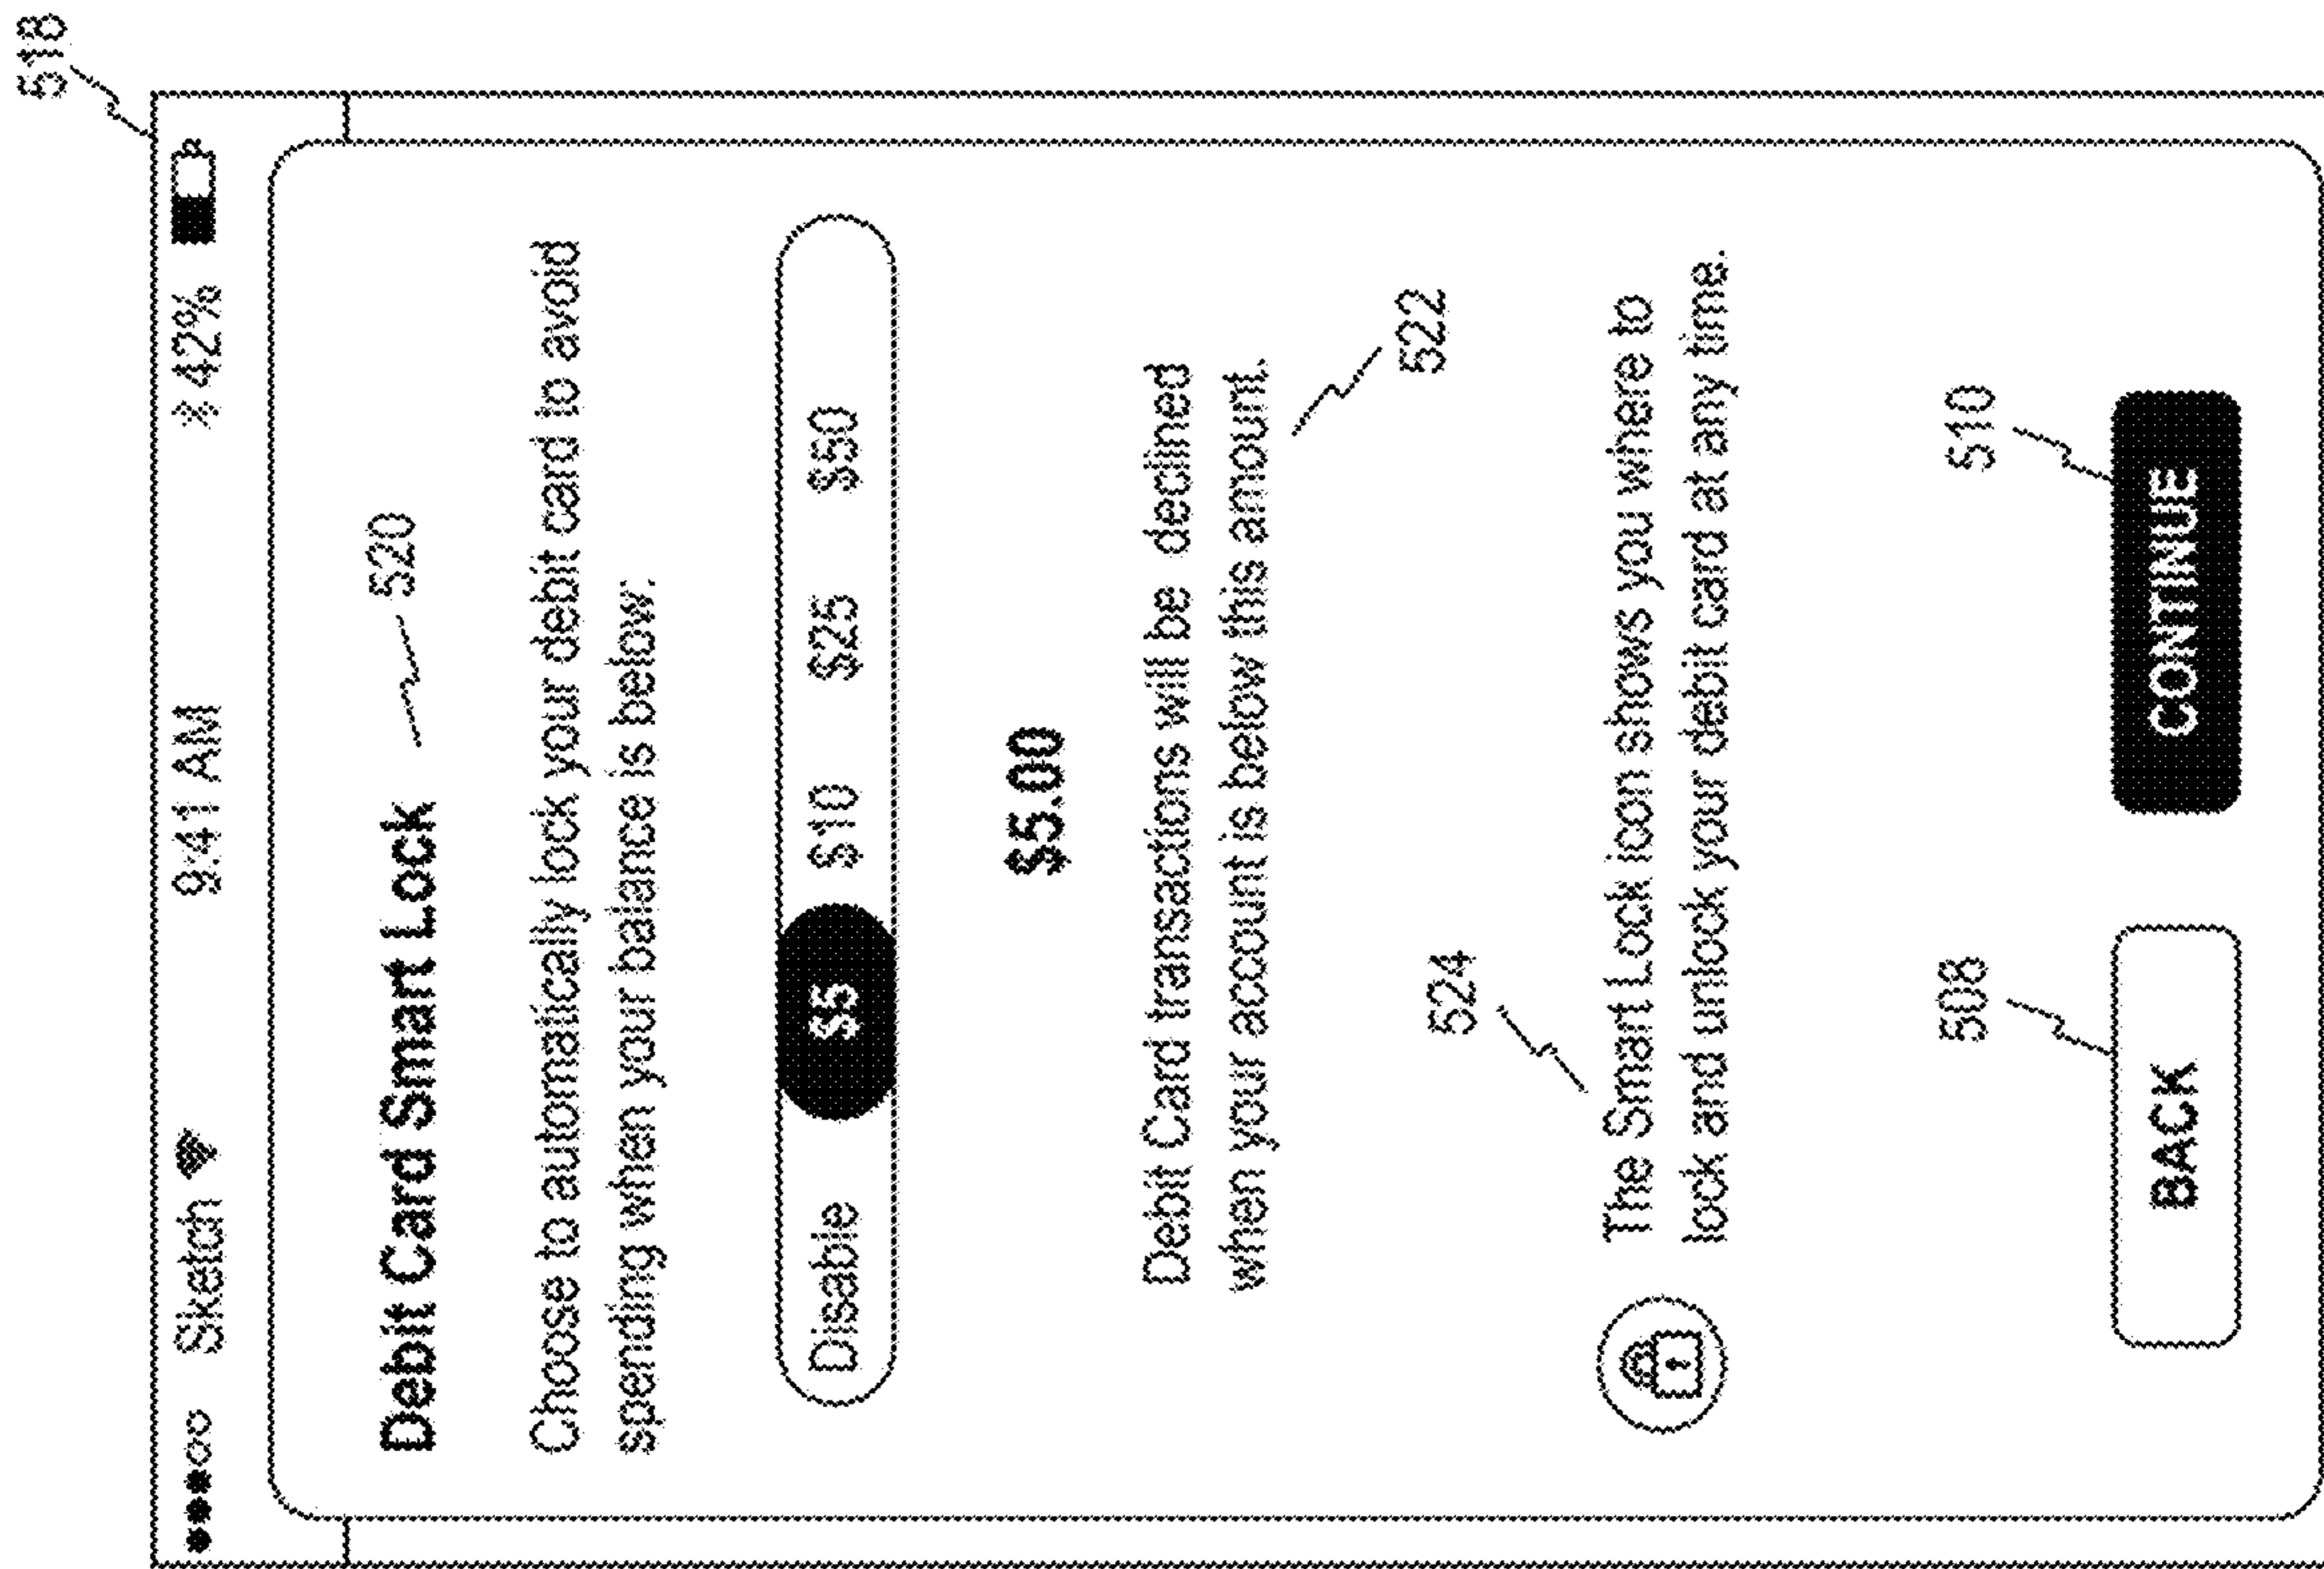 518
Sketch 9:41 AM 42%
Debit Card Smart Lock 520
Choose to automatically lock your debit card to avoid
spending when your balance is below:
Disable $5 $10 $25 $50
$5.00
Debit Card transactions will be declined
when your account is below this amount.
522
524
The Smart Lock icon shows you where to
lock and unlock your debit card at any time.
508 510
BACK CONTINUE